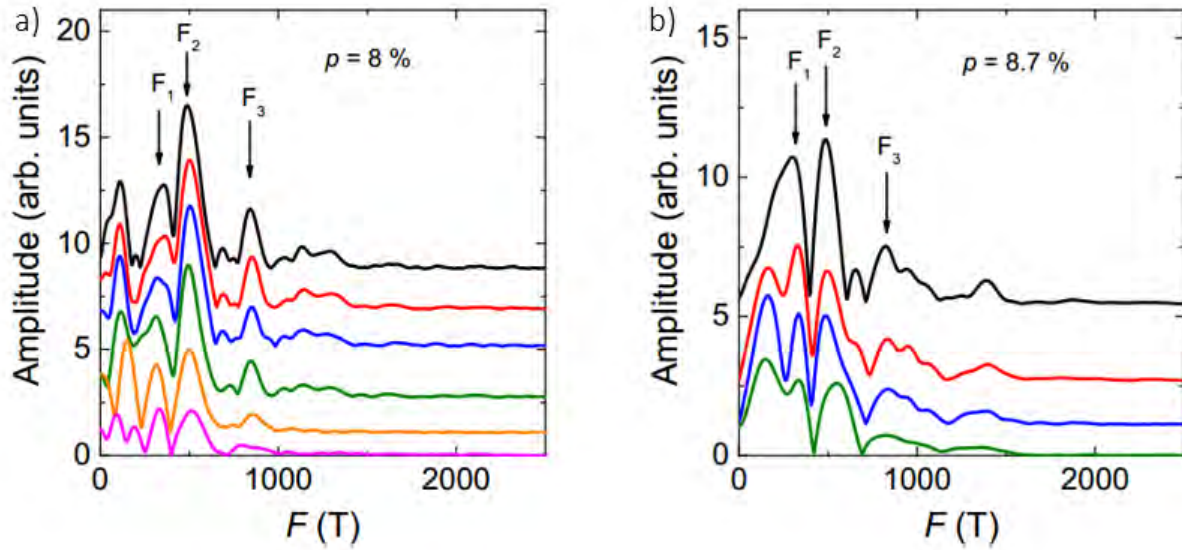 a)
p = 8 %
F₁
F₂
F₃
Amplitude (arb. units)
20
15
10
5
0
0 1000 2000
F (T)
b)
p = 8.7 %
F₁
F₂
F₃
Amplitude (arb. units)
15
10
5
0
0 1000 2000
F (T)